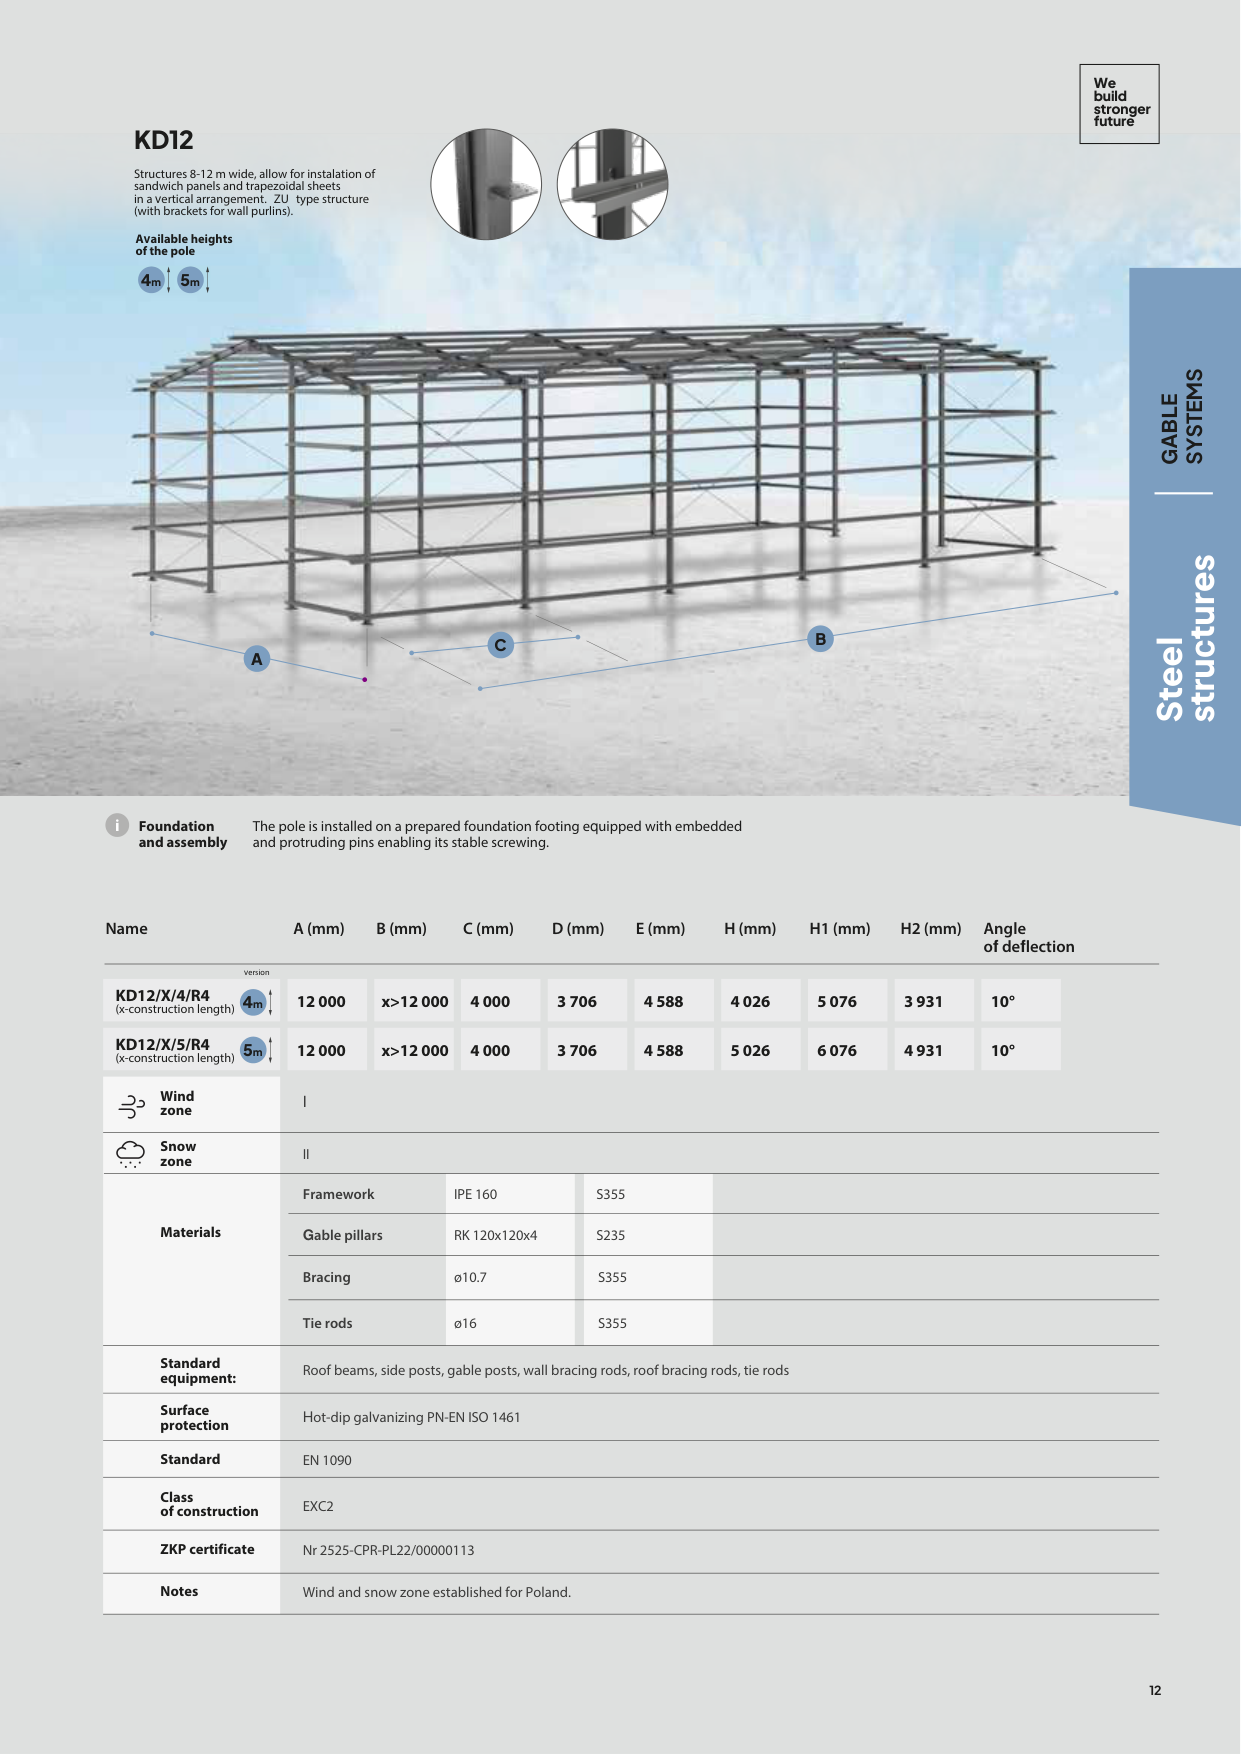 We
build
stronger
future
KD12
Structures 8-12 m wide, allow for instalation of
sandwich panels and trapezoidal sheets
in a vertical arrangement. ZU type structure
(with brackets for wall purlins).
Available heights
of the pole
4m 5m
GABLE
SYSTEMS
Steel
structures
A
C
B
i
Foundation
and assembly
The pole is installed on a prepared foundation footing equipped with embedded
and protruding pins enabling its stable screwing.
Name A (mm) B (mm) C (mm) D (mm) E (mm) H (mm) H1 (mm) H2 (mm) Angle
of deflection
version
KD12/X/4/R4 4m 12 000 x>12 000 4 000 3 706 4 588 4 026 5 076 3 931 10°
(x-construction length)
KD12/X/5/R4 5m 12 000 x>12 000 4 000 3 706 4 588 5 026 6 076 4 931 10°
(x-construction length)
Wind
zone
I
Snow
zone
II
Materials
Framework IPE 160 S355
Gable pillars RK 120x120x4 S235
Bracing ø10.7 S355
Tie rods ø16 S355
Standard
equipment:
Roof beams, side posts, gable posts, wall bracing rods, roof bracing rods, tie rods
Surface
protection
Hot-dip galvanizing PN-EN ISO 1461
Standard EN 1090
Class
of construction
EXC2
ZKP certificate Nr 2525-CPR-PL22/00000113
Notes Wind and snow zone established for Poland.
12